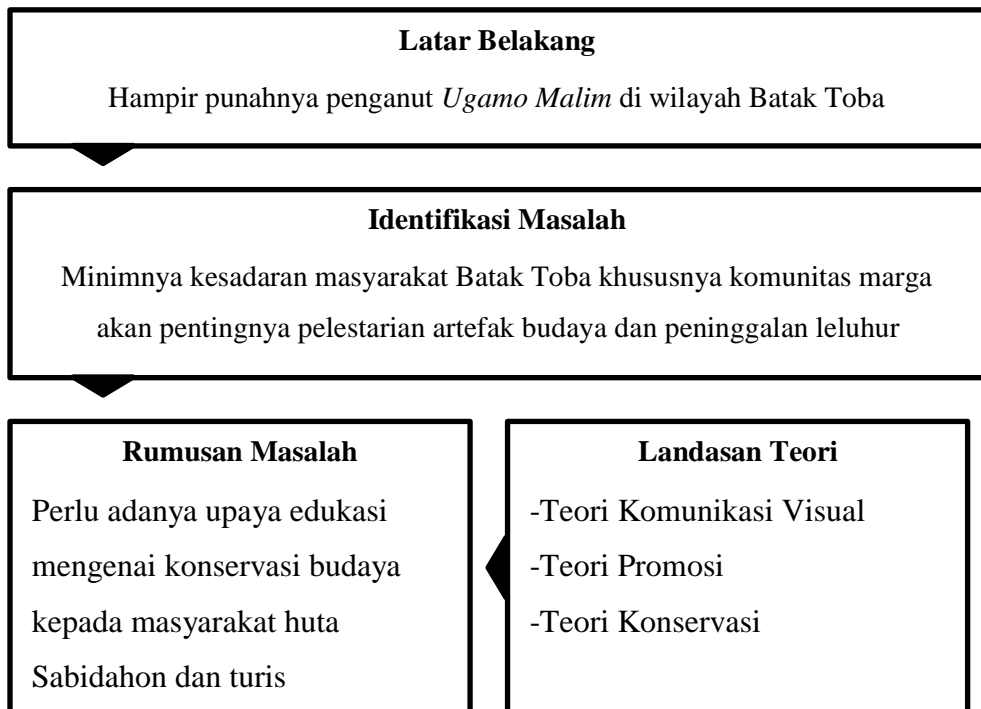 Latar Belakang
Hampir punahnya penganut Ugamo Malim di wilayah Batak Toba
Identifikasi Masalah
Minimnya kesadaran masyarakat Batak Toba khususnya komunitas marga
akan pentingnya pelestarian artefak budaya dan peninggalan leluhur
Rumusan Masalah
Perlu adanya upaya edukasi
mengenai konservasi budaya
kepada masyarakat huta
Sabidahon dan turis
Landasan Teori
-Teori Komunikasi Visual
-Teori Promosi
-Teori Konservasi